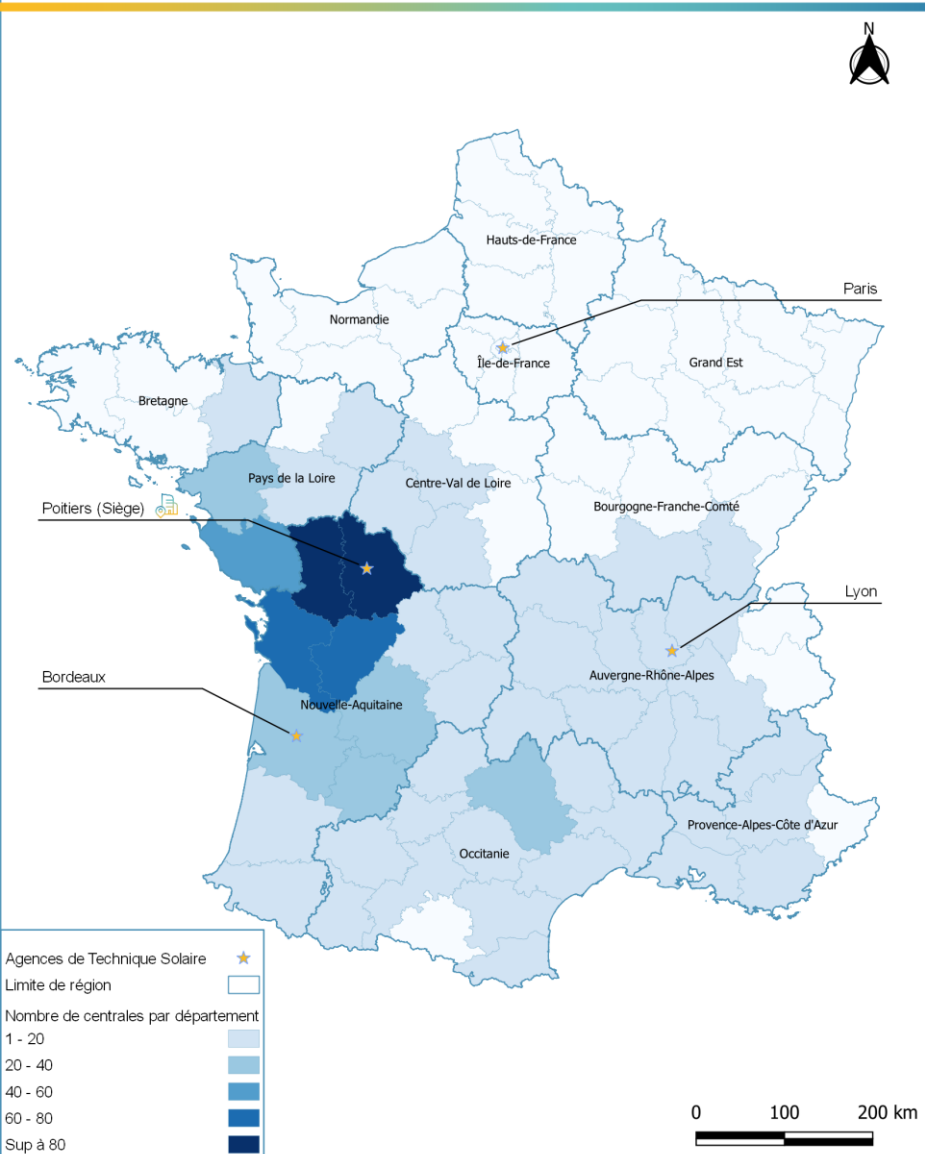 N
Hauts-de-France
Paris
Normandie
Île-de-France
Grand Est
Bretagne
Pays de la Loire
Centre-Val de Loire
Bourgogne-Franche-Comté
Poitiers (Siège)
Lyon
Auvergne-Rhône-Alpes
Bordeaux
Nouvelle-Aquitaine
Provence-Alpes-Côte d'Azur
Occitanie
Agences de Technique Solaire
Limite de région
Nombre de centrales par département
1 - 20
20 - 40
40 - 60
60 - 80
Sup à 80
0 100 200 km